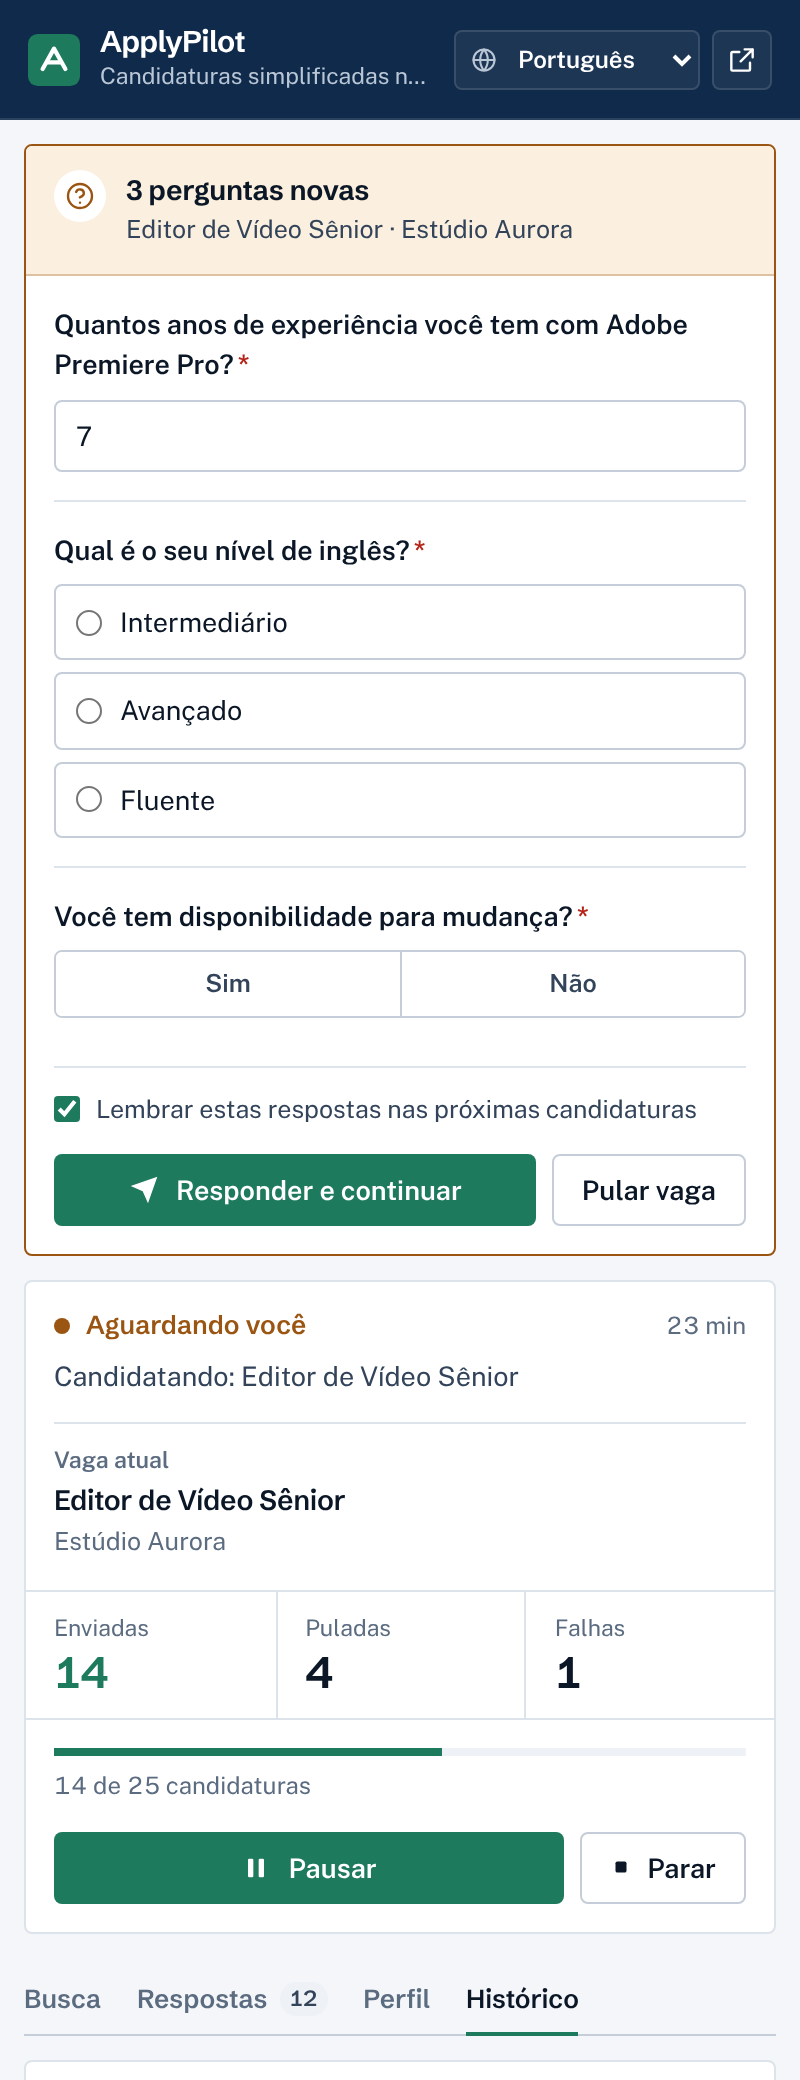 ApplyPilot
Candidaturas simplificadas n...
Português
3 perguntas novas
Editor de Vídeo Sênior · Estúdio Aurora
Quantos anos de experiência você tem com Adobe
Premiere Pro? *
7
Qual é o seu nível de inglês? *
Intermediário
Avançado
Fluente
Você tem disponibilidade para mudança? *
Sim
Não
Lembrar estas respostas nas próximas candidaturas
Responder e continuar
Pular vaga
Aguardando você
23 min
Candidatando: Editor de Vídeo Sênior
Vaga atual
Editor de Vídeo Sênior
Estúdio Aurora
Enviadas
14
Puladas
4
Falhas
1
14 de 25 candidaturas
Pausar
Parar
Busca
Respostas 12
Perfil
Histórico